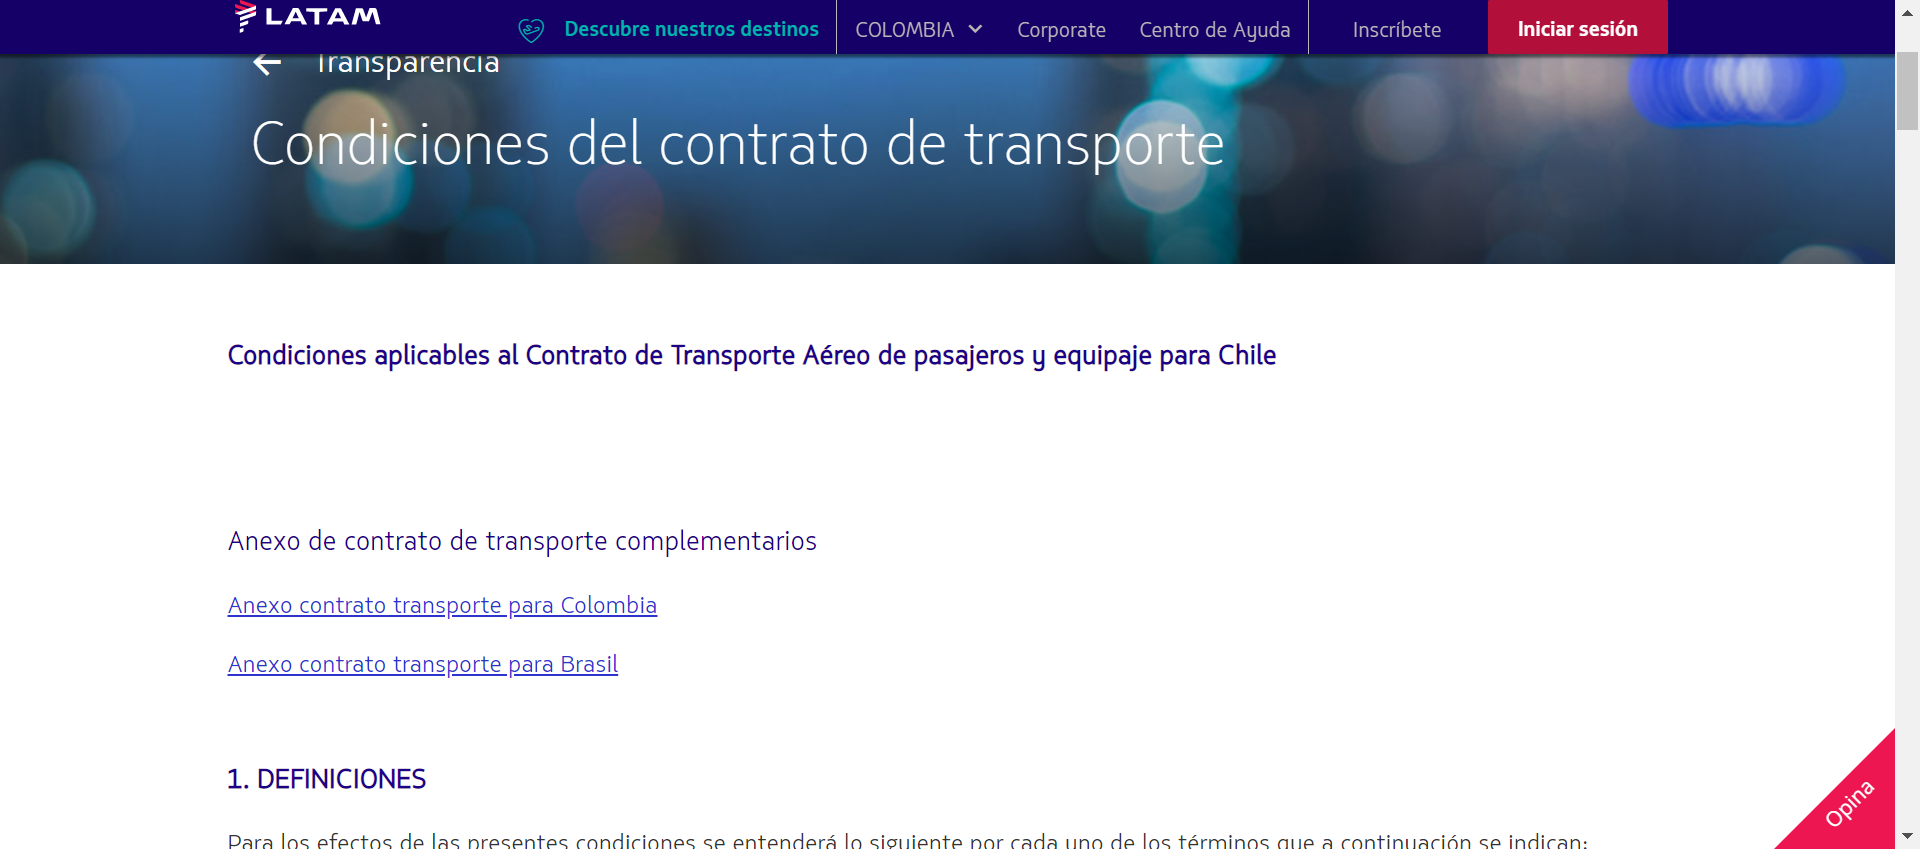 LATAM
Descubre nuestros destinos
COLOMBIA
Corporate
Centro de Ayuda
Inscríbete
Iniciar sesión
Transparencia
Condiciones del contrato de transporte
Condiciones aplicables al Contrato de Transporte Aéreo de pasajeros y equipaje para Chile
Anexo de contrato de transporte complementarios
Anexo contrato transporte para Colombia
Anexo contrato transporte para Brasil
1. DEFINICIONES
Para los efectos de las presentes condiciones se entenderá lo siguiente por cada uno de los términos que a continuación se indican:
Opina